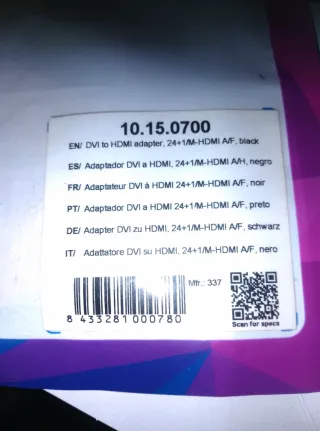 10.15.0700
EN/ DVI to HDMI adapter, 24+1/M-HDMI A/F, black
ES/ Adaptador DVI a HDMI, 24+1/M-HDMI A/H, negro
FR/ Adaptateur DVI à HDMI 24+1/M-HDMI A/F, noir
PT/ Adaptador DVI a HDMI 24+1/M-HDMI A/F, preto
DE/ Adapter DVI zu HDMI, 24+1/M-HDMI A/F, schwarz
IT/ Adattatore DVI su HDMI, 24+1/M-HDMI A/F, nero
Mfr.: 337
8 433281 000780
Scan for specs